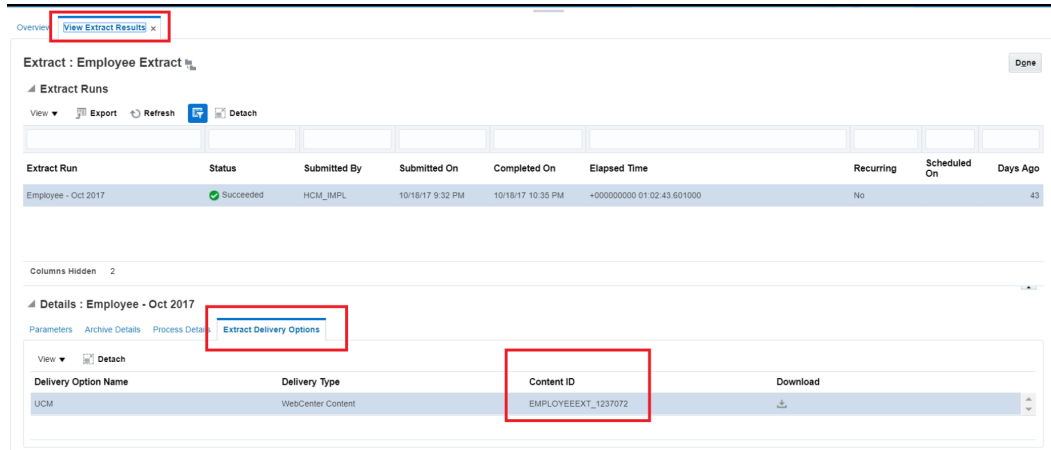 Overview View Extract Results x
Extract : Employee Extract
Done
Extract Runs
View Export Refresh Detach
Extract Run Status Submitted By Submitted On Completed On Elapsed Time Recurring Scheduled On Days Ago
Employee - Oct 2017 Succeeded HCM_IMPL 10/18/17 9:32 PM 10/18/17 10:35 PM +000000000 01:02:43.601000 No 43
Columns Hidden 2
Details : Employee - Oct 2017
Parameters Archive Details Process Details Extract Delivery Options
View Detach
Delivery Option Name Delivery Type Content ID Download
UCM WebCenter Content EMPLOYEEEXT_1237072